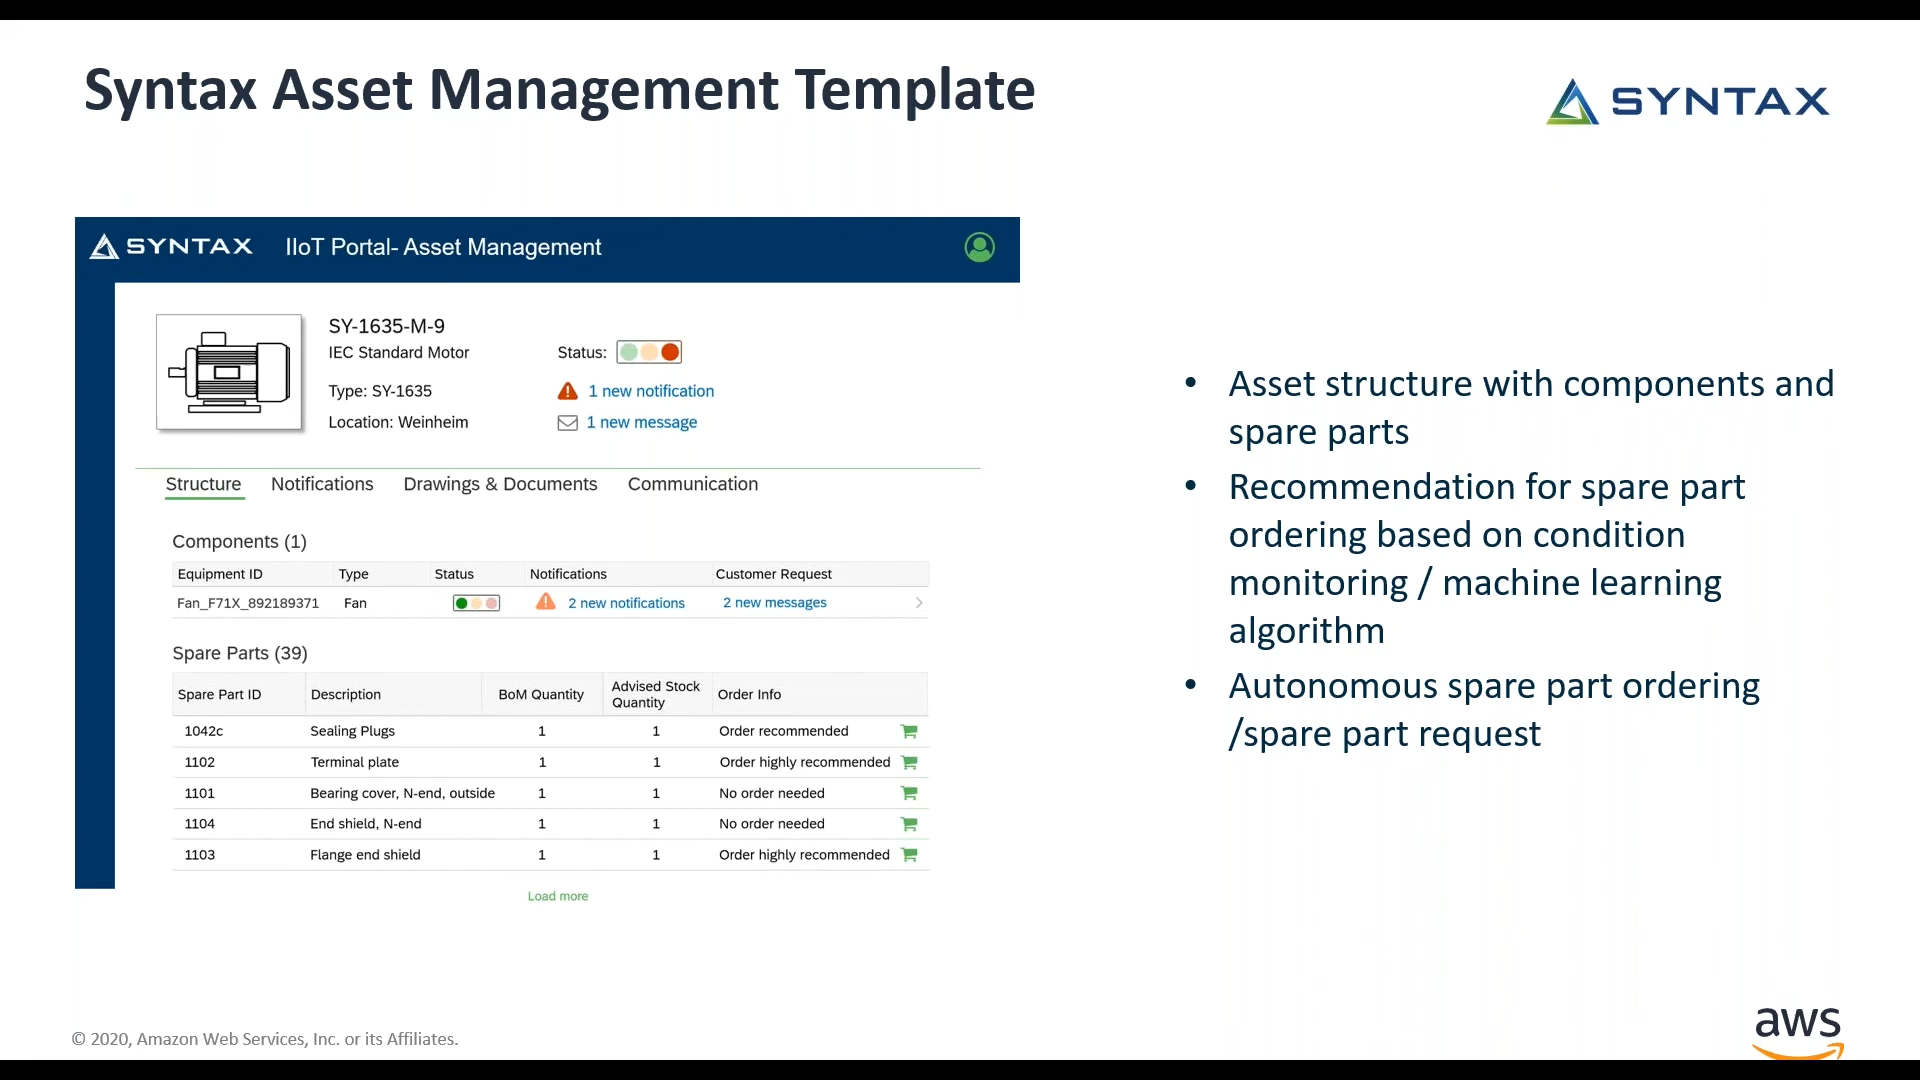 Syntax Asset Management Template
SYNTAX
SYNTAX IIoT Portal- Asset Management
SY-1635-M-9
IEC Standard Motor
Status:
Type: SY-1635
1 new notification
Location: Weinheim
1 new message
Structure Notifications Drawings & Documents Communication
Components (1)
Equipment ID Type Status Notifications Customer Request
Fan_F71X_892189371 Fan 2 new notifications 2 new messages
Spare Parts (39)
Spare Part ID Description BoM Quantity Advised Stock Quantity Order Info
1042c Sealing Plugs 1 1 Order recommended
1102 Terminal plate 1 1 Order highly recommended
1101 Bearing cover, N-end, outside 1 1 No order needed
1104 End shield, N-end 1 1 No order needed
1103 Flange end shield 1 1 Order highly recommended
Load more
• Asset structure with components and
spare parts
• Recommendation for spare part
ordering based on condition
monitoring / machine learning
algorithm
• Autonomous spare part ordering
/spare part request
© 2020, Amazon Web Services, Inc. or its Affiliates.
aws